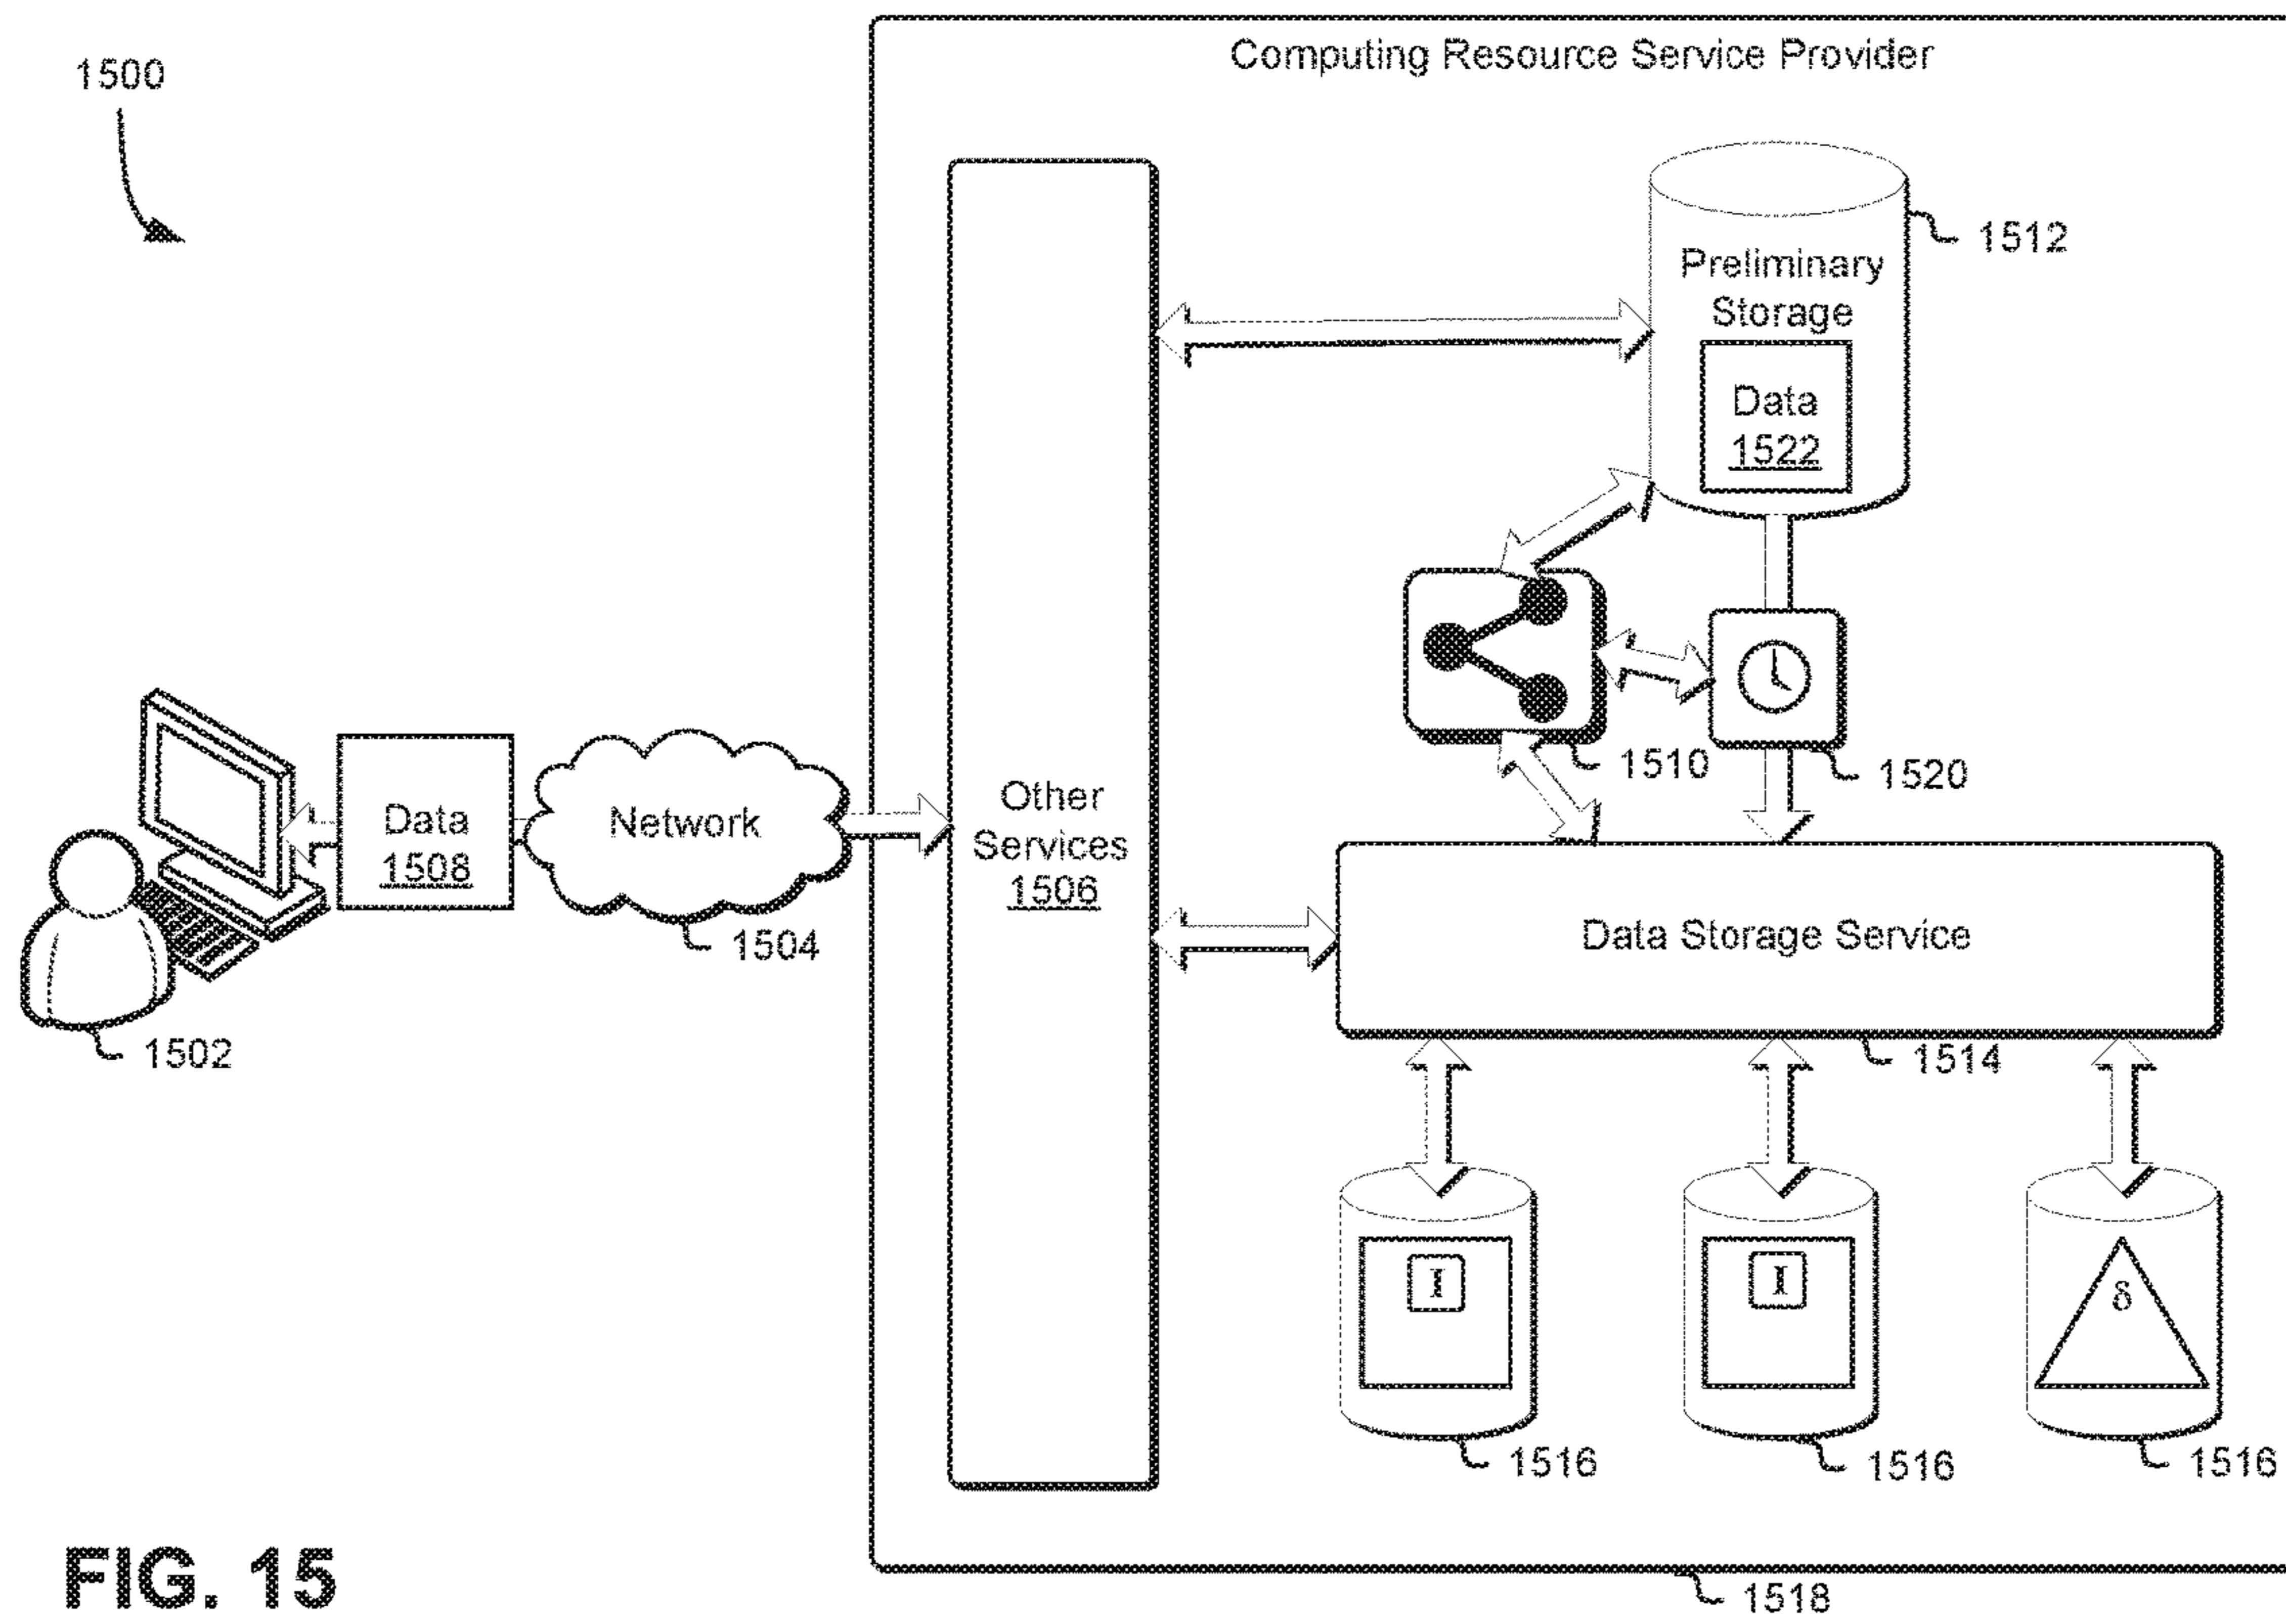 Computing Resource Service Provider
1500
1512
Preliminary
Storage
Data
1522
1510
1520
Other
Services
1506
Data
1508
Network
1504
1502
Data Storage Service
1514
I
I
δ
1516
1516
1516
1518
FIG. 15